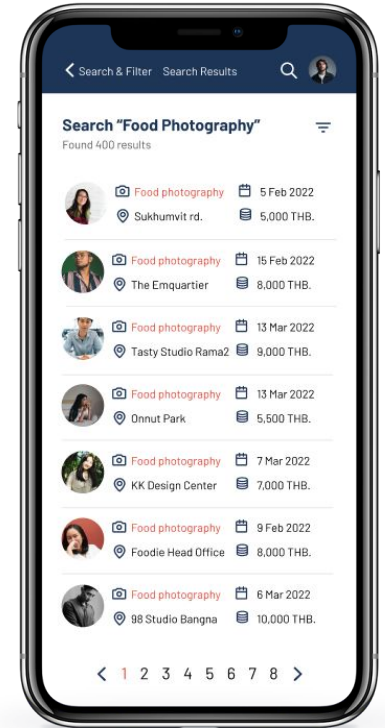 Search & Filter Search Results
Search “Food Photography”
Found 400 results
Food photography 5 Feb 2022
Sukhumvit rd. 5,000 THB.
Food photography 15 Feb 2022
The Emquartier 8,000 THB.
Food photography 13 Mar 2022
Tasty Studio Rama2 9,000 THB.
Food photography 13 Mar 2022
Onnut Park 5,500 THB.
Food photography 7 Mar 2022
KK Design Center 7,000 THB.
Food photography 9 Feb 2022
Foodie Head Office 8,000 THB.
Food photography 6 Mar 2022
98 Studio Bangna 10,000 THB.
1 2 3 4 5 6 7 8